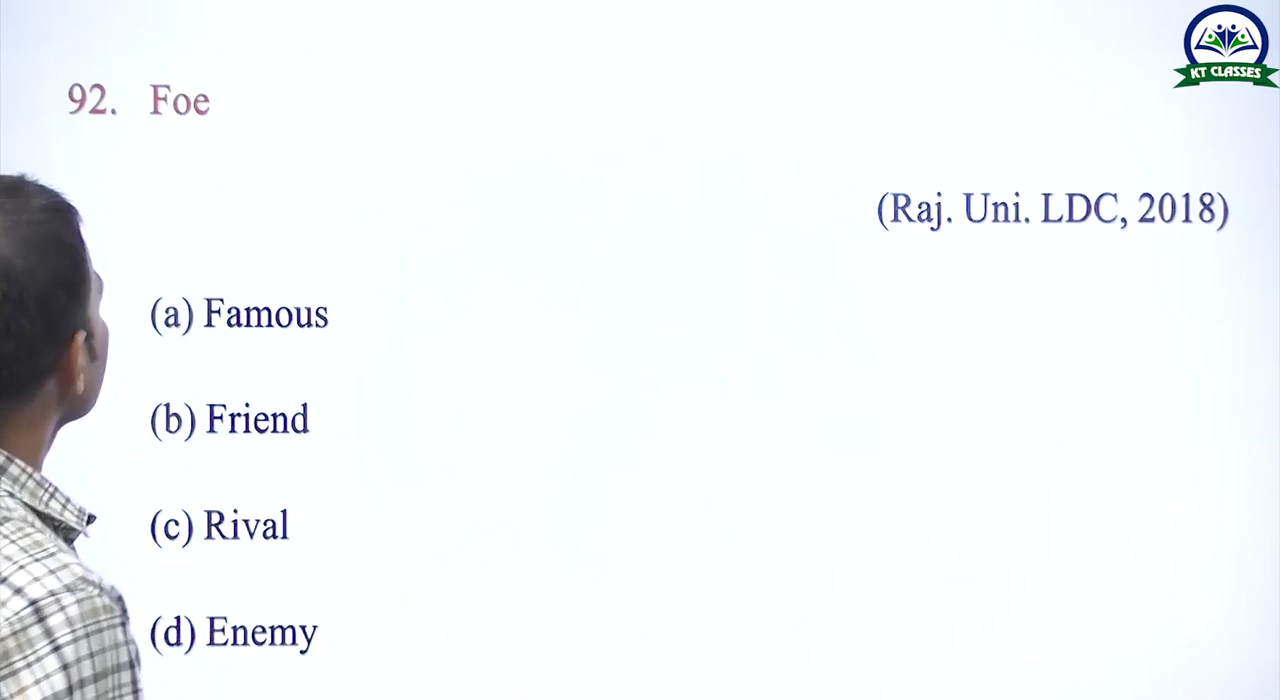 KT CLASSES
92. Foe
(Raj. Uni. LDC, 2018)
(a) Famous
(b) Friend
(c) Rival
(d) Enemy